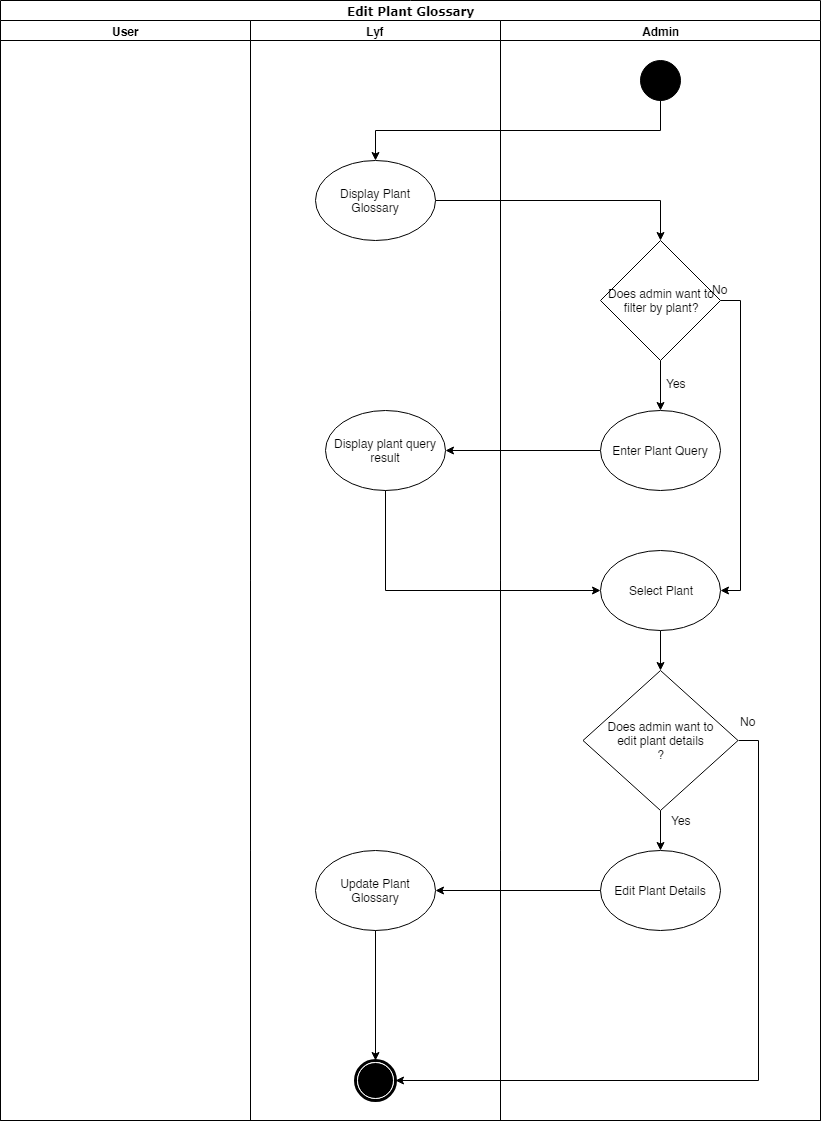 Edit Plant Glossary
User
Lyf
Admin
Display Plant
Glossary
Does admin want to
filter by plant?
No
Yes
Display plant query
result
Enter Plant Query
Select Plant
Does admin want to
edit plant details
?
No
Yes
Update Plant
Glossary
Edit Plant Details